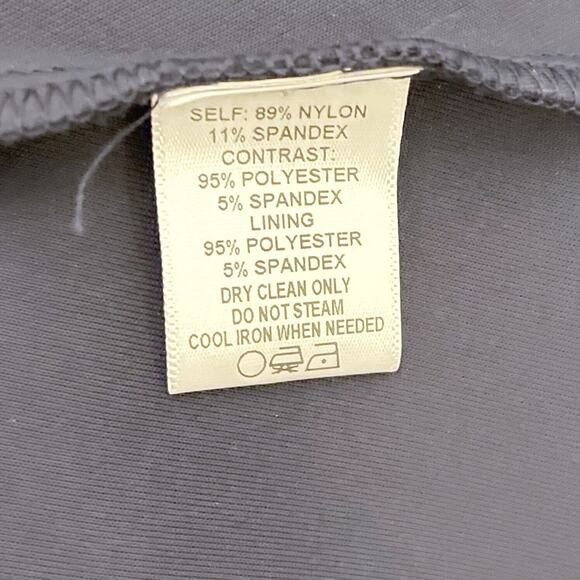 SELF: 89% NYLON
11% SPANDEX
CONTRAST:
95% POLYESTER
5% SPANDEX
LINING
95% POLYESTER
5% SPANDEX
DRY CLEAN ONLY
DO NOT STEAM
COOL IRON WHEN NEEDED